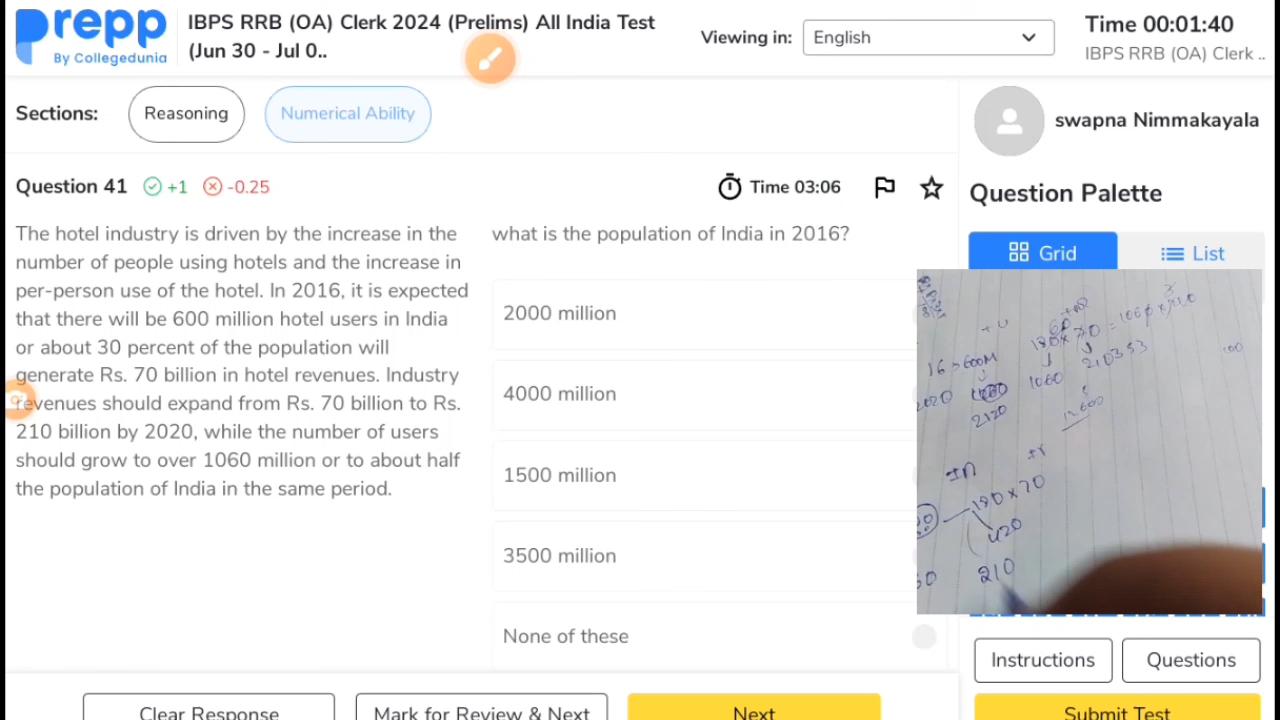 prepp
By Collegedunia
IBPS RRB (OA) Clerk 2024 (Prelims) All India Test
(Jun 30 - Jul 0..
Viewing in:
English
Time 00:01:40
IBPS RRB (OA) Clerk ..
Sections:
Reasoning
Numerical Ability
swapna Nimmakayala
Question 41
+1
-0.25
Time 03:06
Question Palette
Grid
List
The hotel industry is driven by the increase in the
number of people using hotels and the increase in
per-person use of the hotel. In 2016, it is expected
that there will be 600 million hotel users in India
or about 30 percent of the population will
generate Rs. 70 billion in hotel revenues. Industry
revenues should expand from Rs. 70 billion to Rs.
210 billion by 2020, while the number of users
should grow to over 1060 million or to about half
the population of India in the same period.
what is the population of India in 2016?
2000 million
4000 million
1500 million
3500 million
None of these
16 > 600M
1060
210
2120
180 x 70
420
210
100
Instructions
Questions
Clear Response
Mark for Review & Next
Next
Submit Test